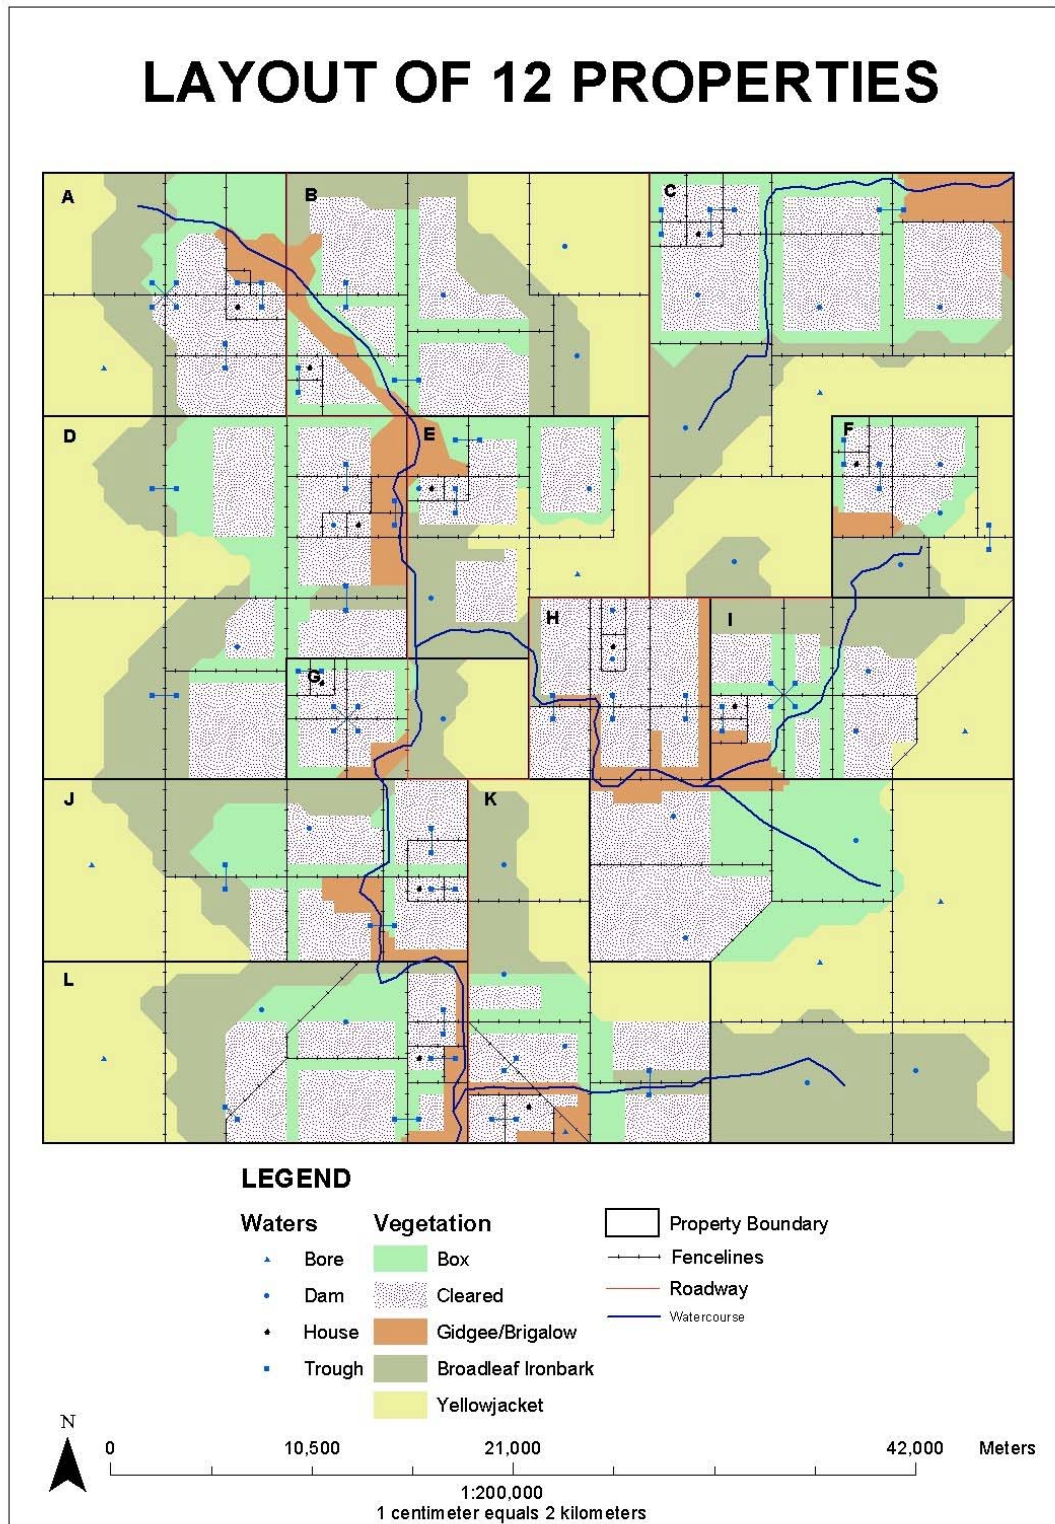 LAYOUT OF 12 PROPERTIES
A
B
C
D
E
F
G
H
I
J
K
L
LEGEND
Waters
Bore
Dam
House
Trough
Vegetation
Box
Cleared
Gidgee/Brigalow
Broadleaf Ironbark
Yellowjacket
Property Boundary
Fencelines
Roadway
Watercourse
N
0 10,500 21,000 42,000 Meters
1:200,000
1 centimeter equals 2 kilometers